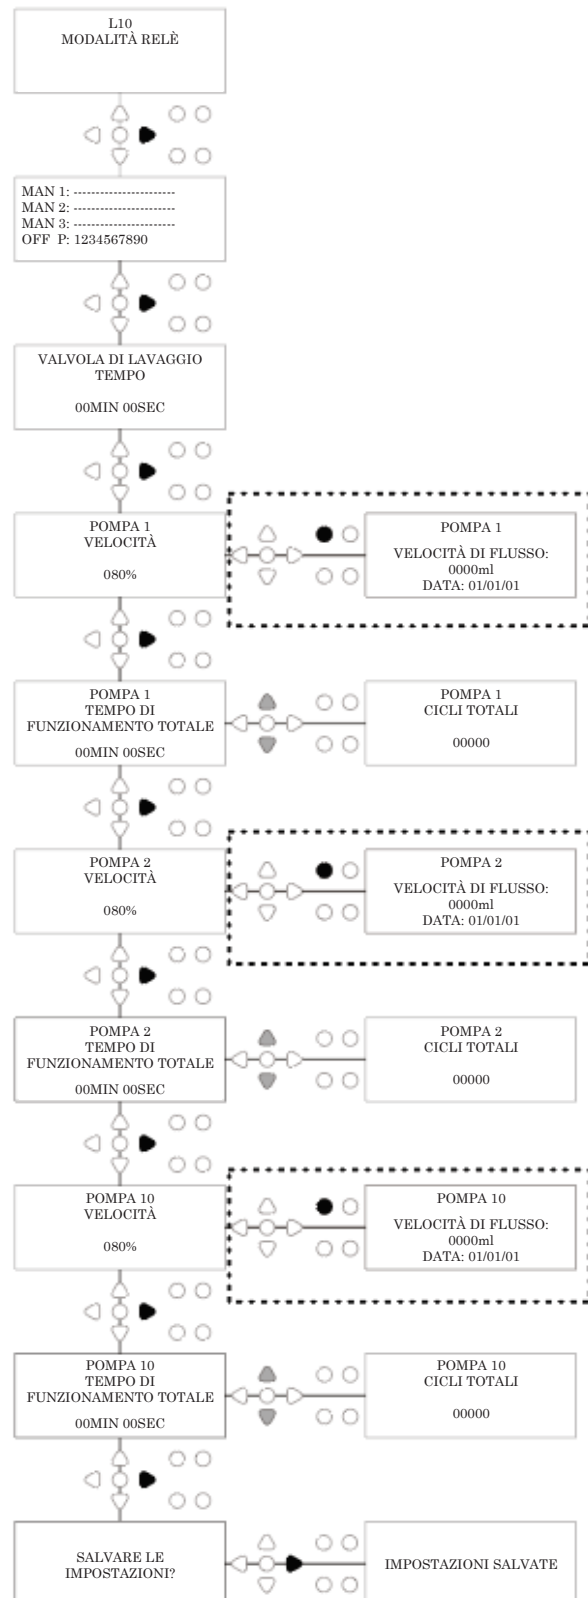 L10
MODALITÀ RELÈ
MAN 1: -----------------------
MAN 2: -----------------------
MAN 3: -----------------------
OFF P: 1234567890
VALVOLA DI LAVAGGIO
TEMPO
00MIN 00SEC
POMPA 1
VELOCITÀ
080%
POMPA 1
VELOCITÀ DI FLUSSO:
0000ml
DATA: 01/01/01
POMPA 1
TEMPO DI
FUNZIONAMENTO TOTALE
00MIN 00SEC
POMPA 1
CICLI TOTALI
00000
POMPA 2
VELOCITÀ
080%
POMPA 2
VELOCITÀ DI FLUSSO:
0000ml
DATA: 01/01/01
POMPA 2
TEMPO DI
FUNZIONAMENTO TOTALE
00MIN 00SEC
POMPA 2
CICLI TOTALI
00000
POMPA 10
VELOCITÀ
080%
POMPA 10
VELOCITÀ DI FLUSSO:
0000ml
DATA: 01/01/01
POMPA 10
TEMPO DI
FUNZIONAMENTO TOTALE
00MIN 00SEC
POMPA 10
CICLI TOTALI
00000
SALVARE LE
IMPOSTAZIONI?
IMPOSTAZIONI SALVATE